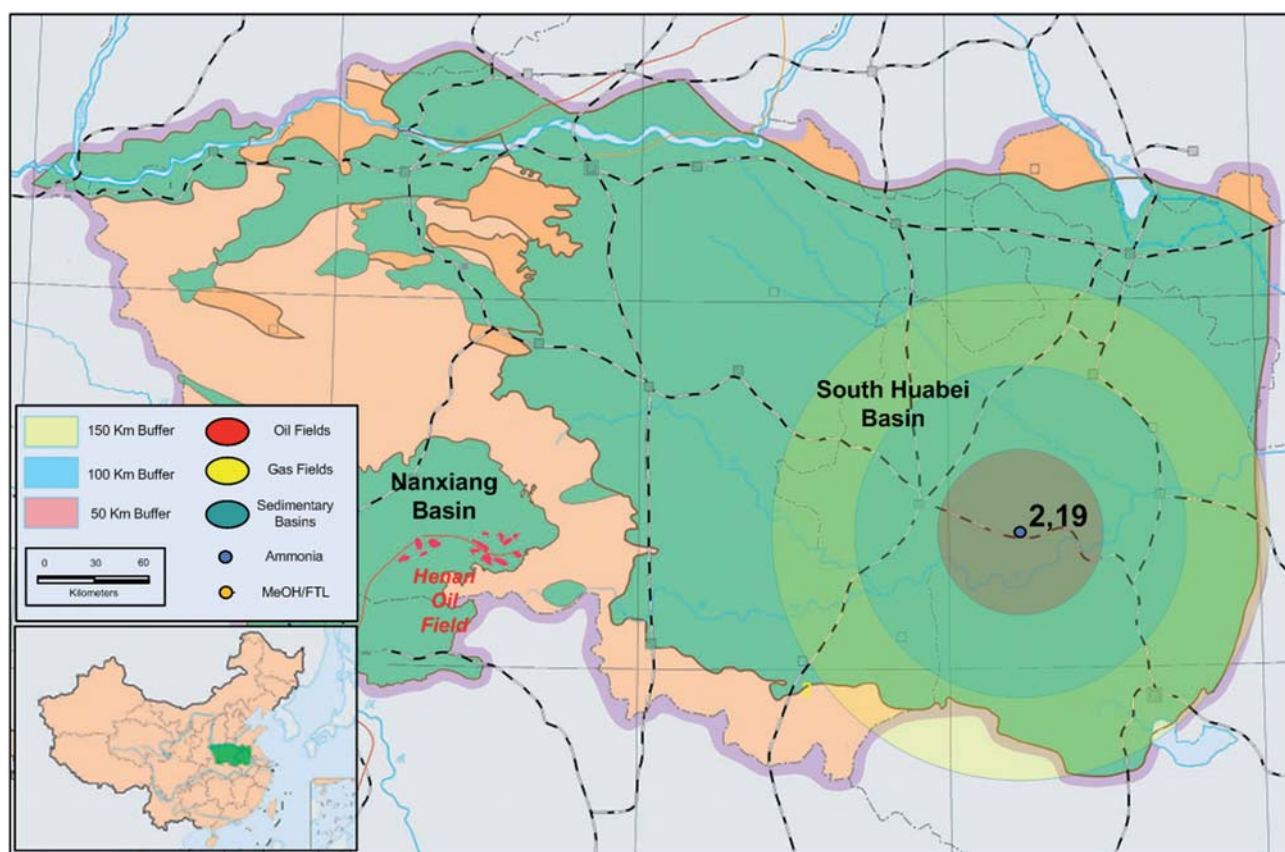 South Huabei
Basin
2,19
Nanxiang
Basin
Henan
Oil
Field
150 Km Buffer
100 Km Buffer
50 Km Buffer
0 30 60
Kilometers
Oil Fields
Gas Fields
Sedimentary
Basins
Ammonia
MeOH/FTL